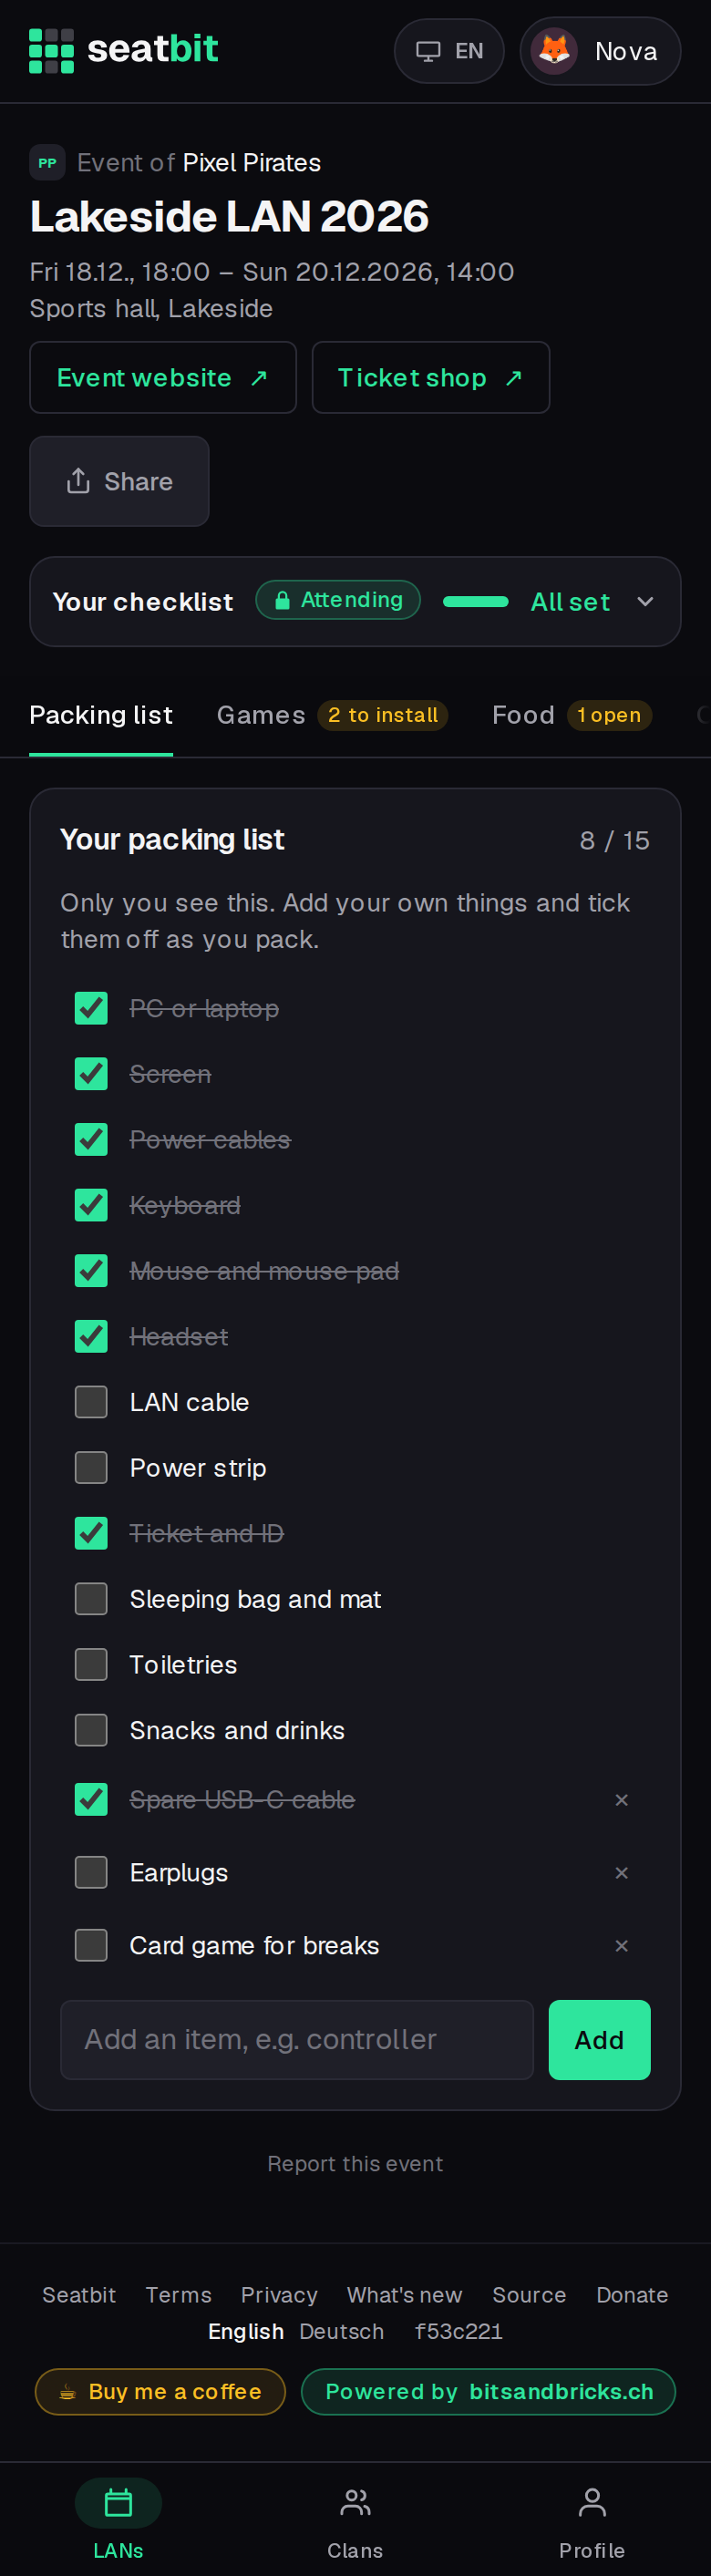 seatbit
EN
Nova
PP Event of Pixel Pirates
Lakeside LAN 2026
Fri 18.12., 18:00 – Sun 20.12.2026, 14:00
Sports hall, Lakeside
Event website ↗ Ticket shop ↗
Share
Your checklist Attending All set
Packing list Games 2 to install Food 1 open
Your packing list 8 / 15
Only you see this. Add your own things and tick
them off as you pack.
PC or laptop
Screen
Power cables
Keyboard
Mouse and mouse pad
Headset
LAN cable
Power strip
Ticket and ID
Sleeping bag and mat
Toiletries
Snacks and drinks
Spare USB-C cable ×
Earplugs ×
Card game for breaks ×
Add an item, e.g. controller Add
Report this event
Seatbit Terms Privacy What's new Source Donate
English Deutsch f53c221
Buy me a coffee Powered by bitsandbricks.ch
LANs Clans Profile